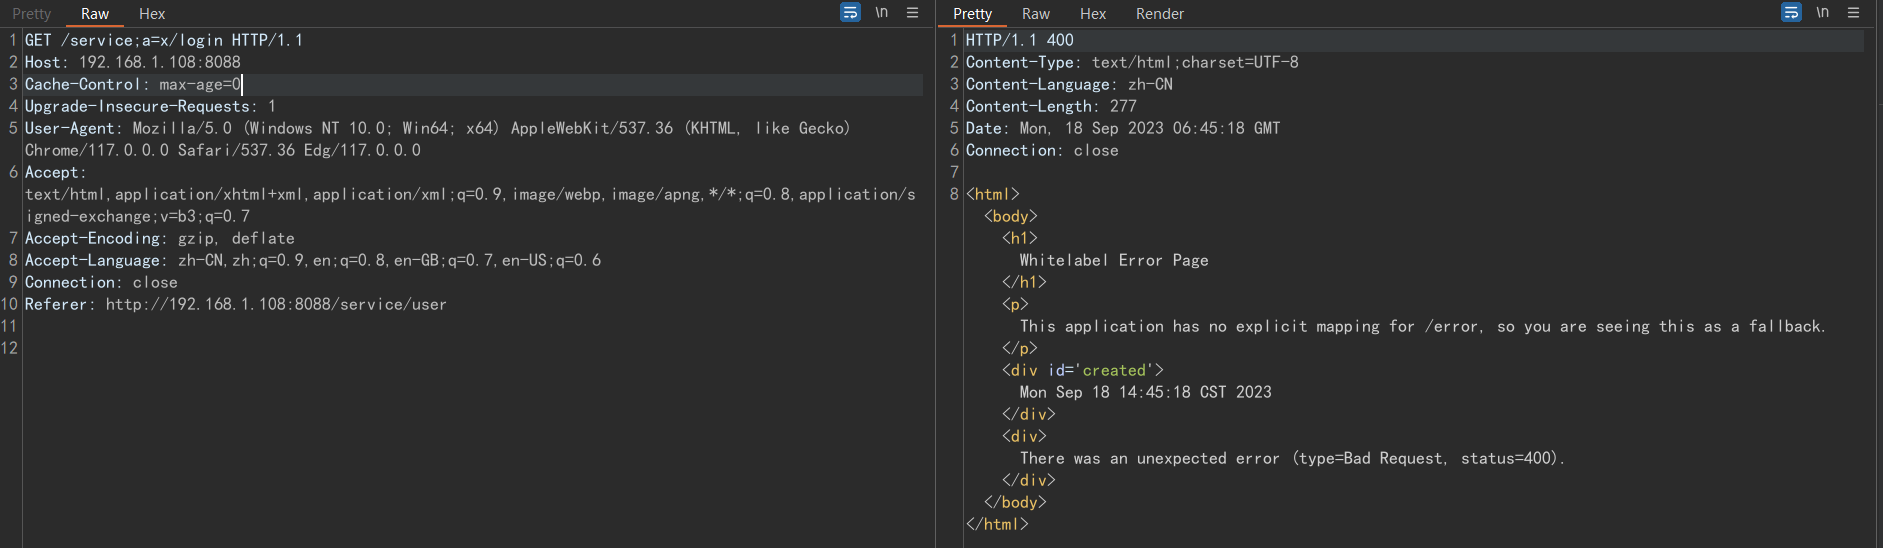 Pretty Raw Hex \n
1 GET /service;a=x/login HTTP/1.1
2 Host: 192.168.1.108:8088
3 Cache-Control: max-age=0
4 Upgrade-Insecure-Requests: 1
5 User-Agent: Mozilla/5.0 (Windows NT 10.0; Win64; x64) AppleWebKit/537.36 (KHTML, like Gecko)
Chrome/117.0.0.0 Safari/537.36 Edg/117.0.0.0
6 Accept:
text/html,application/xhtml+xml,application/xml;q=0.9,image/webp,image/apng,*/*;q=0.8,application/s
igned-exchange;v=b3;q=0.7
7 Accept-Encoding: gzip, deflate
8 Accept-Language: zh-CN,zh;q=0.9,en;q=0.8,en-GB;q=0.7,en-US;q=0.6
9 Connection: close
10 Referer: http://192.168.1.108:8088/service/user
11
12
Pretty Raw Hex Render \n
1 HTTP/1.1 400
2 Content-Type: text/html;charset=UTF-8
3 Content-Language: zh-CN
4 Content-Length: 277
5 Date: Mon, 18 Sep 2023 06:45:18 GMT
6 Connection: close
7
8 <html>
<body>
<h1>
Whitelabel Error Page
</h1>
<p>
This application has no explicit mapping for /error, so you are seeing this as a fallback.
</p>
<div id='created'>
Mon Sep 18 14:45:18 CST 2023
</div>
<div>
There was an unexpected error (type=Bad Request, status=400).
</div>
</body>
</html>